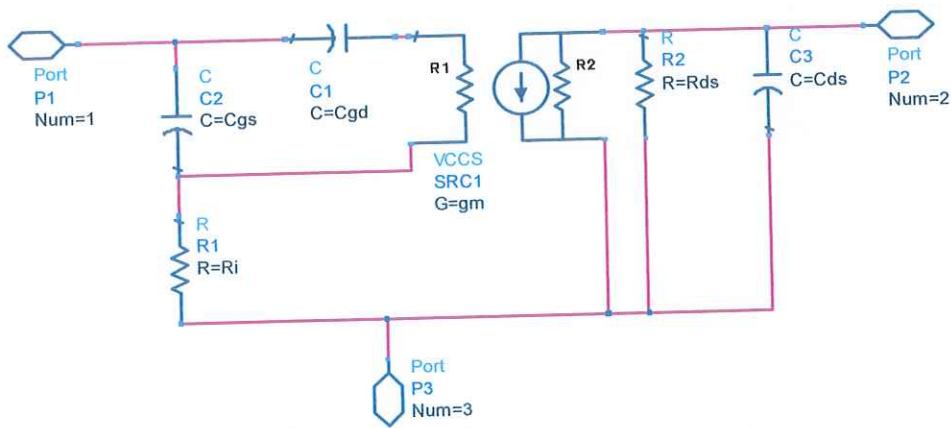 Port
P1
Num=1
C
C2
C=Cgs
C
C1
C=Cgd
R1
VCCS
SRC1
G=gm
R2
R
R2
R=Rds
C
C3
C=Cds
Port
P2
Num=2
R
R1
R=Ri
Port
P3
Num=3